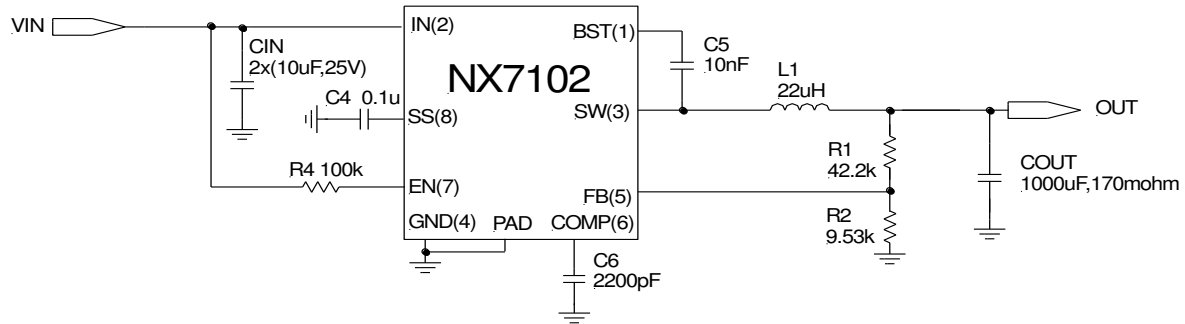 VIN
IN(2)
BST(1)
CIN
2x(10uF,25V)
C5
10nF
NX7102
L1
22uH
C4 0.1u
SS(8)
SW(3)
OUT
R1
42.2k
COUT
1000uF,170mohm
R4 100k
EN(7)
FB(5)
R2
9.53k
GND(4)
PAD
COMP(6)
C6
2200pF